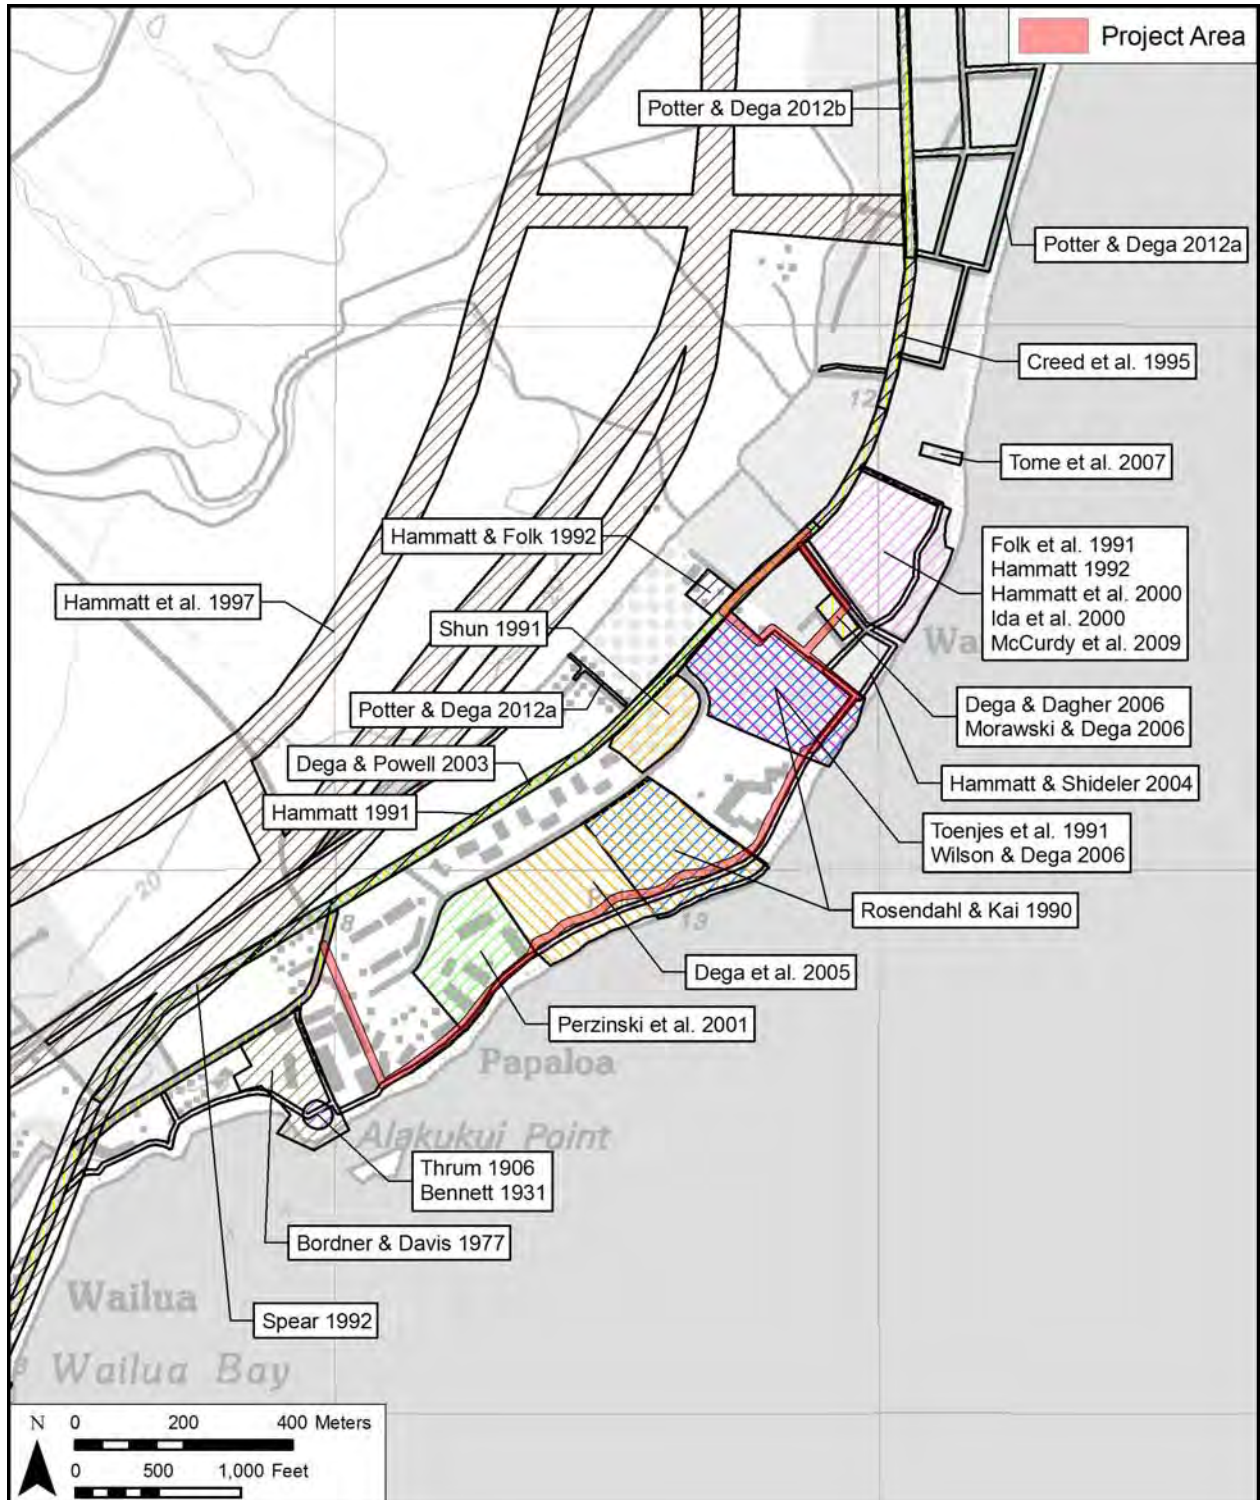 Project Area
Potter & Dega 2012b
Potter & Dega 2012a
Creed et al. 1995
12
Tome et al. 2007
Hammatt & Folk 1992
Folk et al. 1991
Hammatt 1992
Hammatt et al. 2000
Ida et al. 2000
McCurdy et al. 2009
Hammatt et al. 1997
Shun 1991
Wa
Potter & Dega 2012a
Dega & Dagher 2006
Morawski & Dega 2006
Dega & Powell 2003
Hammatt & Shideler 2004
Hammatt 1991
Toenjes et al. 1991
Wilson & Dega 2006
20
Rosendahl & Kai 1990
8
13
Dega et al. 2005
Perzinski et al. 2001
Papaloa
Alakukui Point
Thrum 1906
Bennett 1931
Bordner & Davis 1977
Wailua
Spear 1992
Wailua Bay
N 0 200 400 Meters
0 500 1,000 Feet